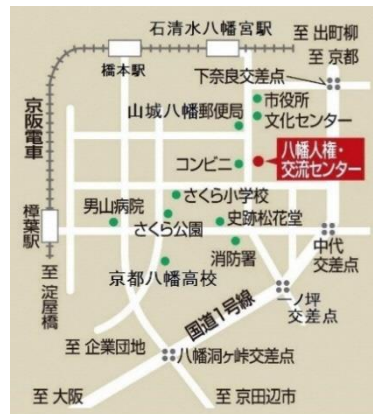 石清水八幡宮駅
至 出町柳
橋本駅
至 京都
下奈良交差点
市役所
山城八幡郵便局
文化センター
京阪電車
コンビニ
八幡人権・
交流センター
さくら小学校
男山病院
史跡松花堂
さくら公園
樟葉駅
消防署
中代
交差点
至 淀屋橋
京都八幡高校
国道1号線
一ノ坪
交差点
至 企業団地
八幡洞ヶ峠交差点
至 大阪
至 京田辺市